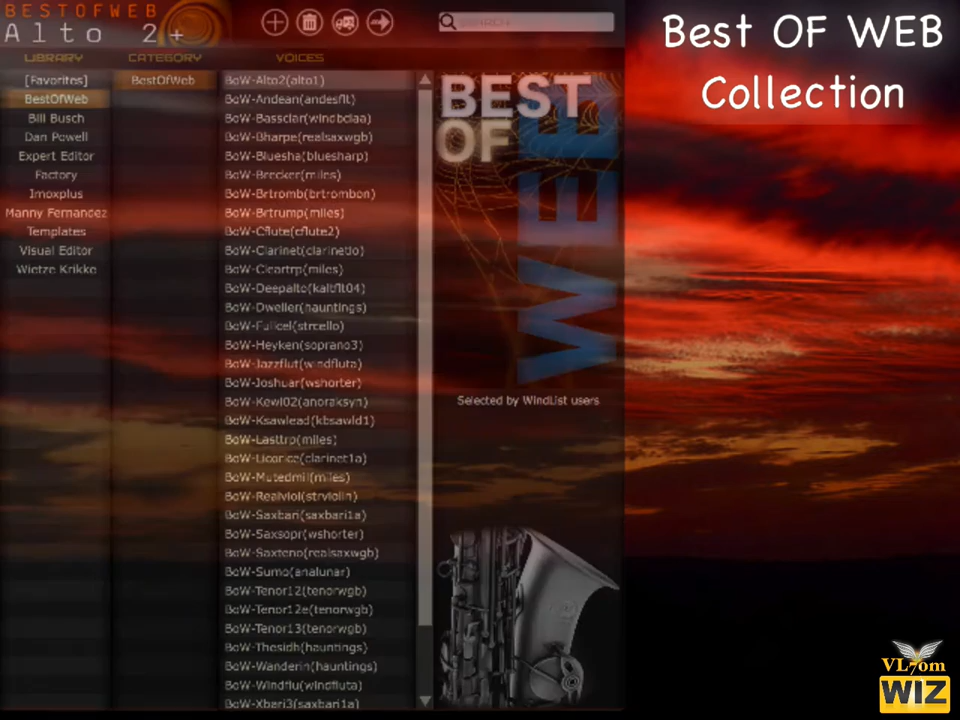 BESTOFWEB
Alto 2+
SEARCH
LIBRARY
CATEGORY
VOICES
[Favorites]
BestOfWeb
Bill Busch
Dan Powell
Expert Editor
Factory
Imoxplus
Manny Fernandez
Templates
Visual Editor
Wietze Krikke
BestOfWeb
BoW-Alto2(alto1)
BoW-Andean(andesflt)
BoW-Bassclar(windbclaa)
BoW-Bharpe(realsaxwgb)
BoW-Bluesha(bluesharp)
BoW-Brecker(miles)
BoW-Brtromb(brtrombon)
BoW-Brtrump(miles)
BoW-Cflute(cflute2)
BoW-Clarinet(clarinetlo)
BoW-Cleartrp(miles)
BoW-Deepalto(kaltflt04)
BoW-Dweller(hauntings)
BoW-Fullcel(strcello)
BoW-Heyken(soprano3)
BoW-Jazzflut(windfluta)
BoW-Joshuar(wshorter)
BoW-Kewl02(anoraksyn)
BoW-Ksawlead(kbsawld1)
BoW-Lasttrp(miles)
BoW-Licorice(clarinet1a)
BoW-Mutedmil(miles)
BoW-Realviol(strviolin)
BoW-Saxbari(saxbari1a)
BoW-Saxsopr(wshorter)
BoW-Saxteno(realsaxwgb)
BoW-Sumo(analunar)
BoW-Tenor12(tenorwgb)
BoW-Tenor12e(tenorwgb)
BoW-Tenor13(tenorwgb)
BoW-Thesidh(hauntings)
BoW-Wanderin(hauntings)
BoW-Windflu(windfluta)
BoW-Xbari3(saxbari1a)
BEST
OF
WEB
Selected by WindList users
Best OF WEB
Collection
VL70m
WIZ